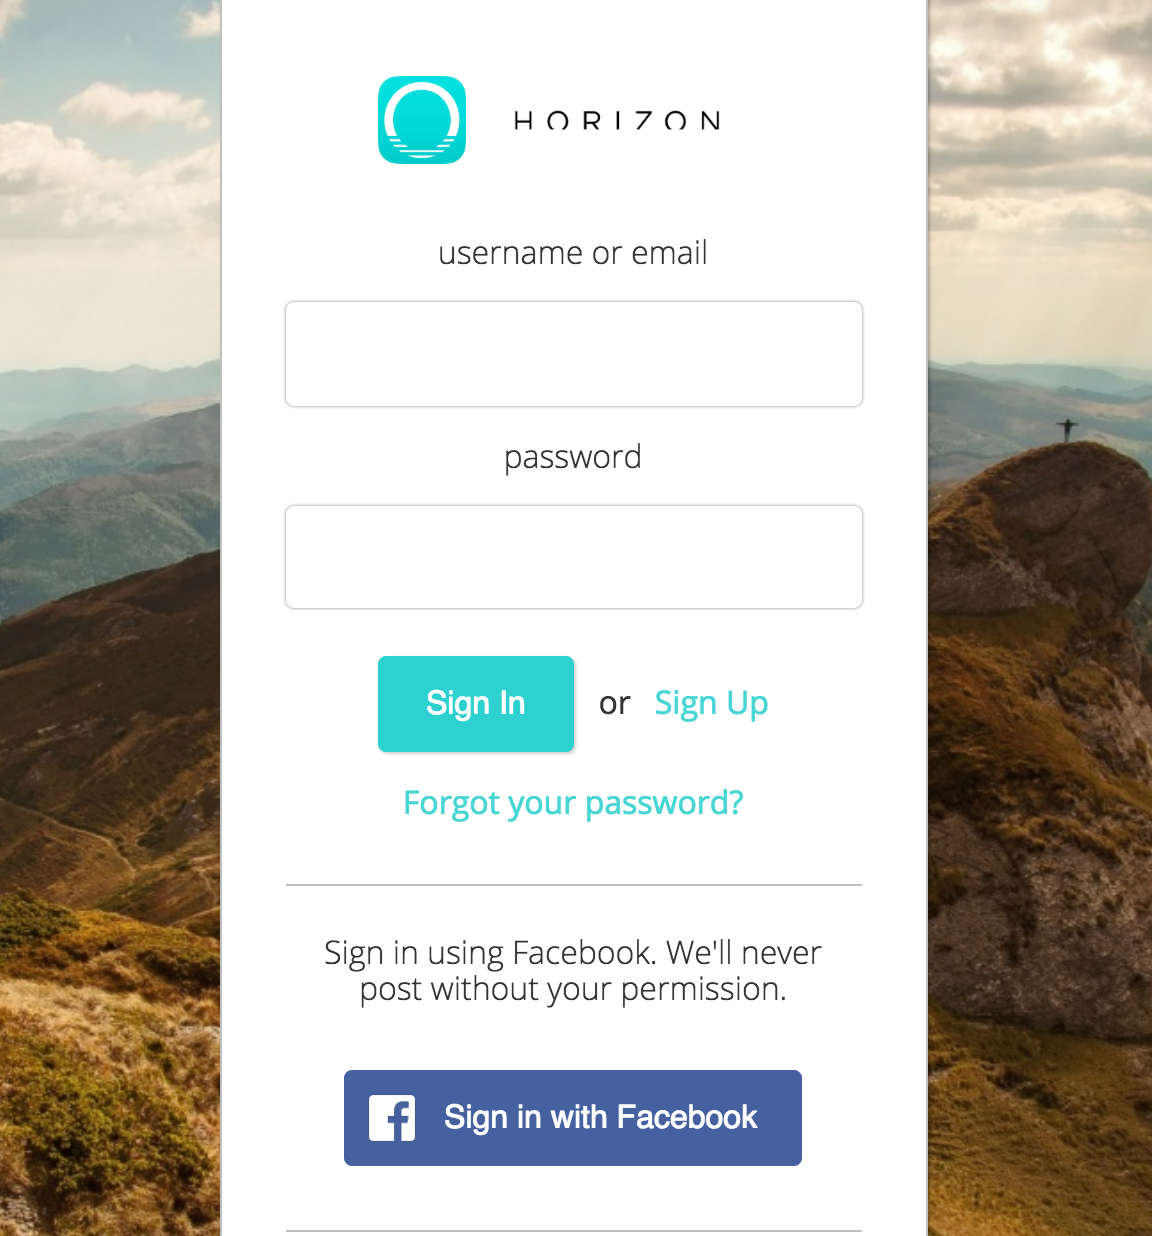 HORIZON
username or email
password
Sign In or Sign Up
Forgot your password?
Sign in using Facebook. We'll never
post without your permission.
Sign in with Facebook